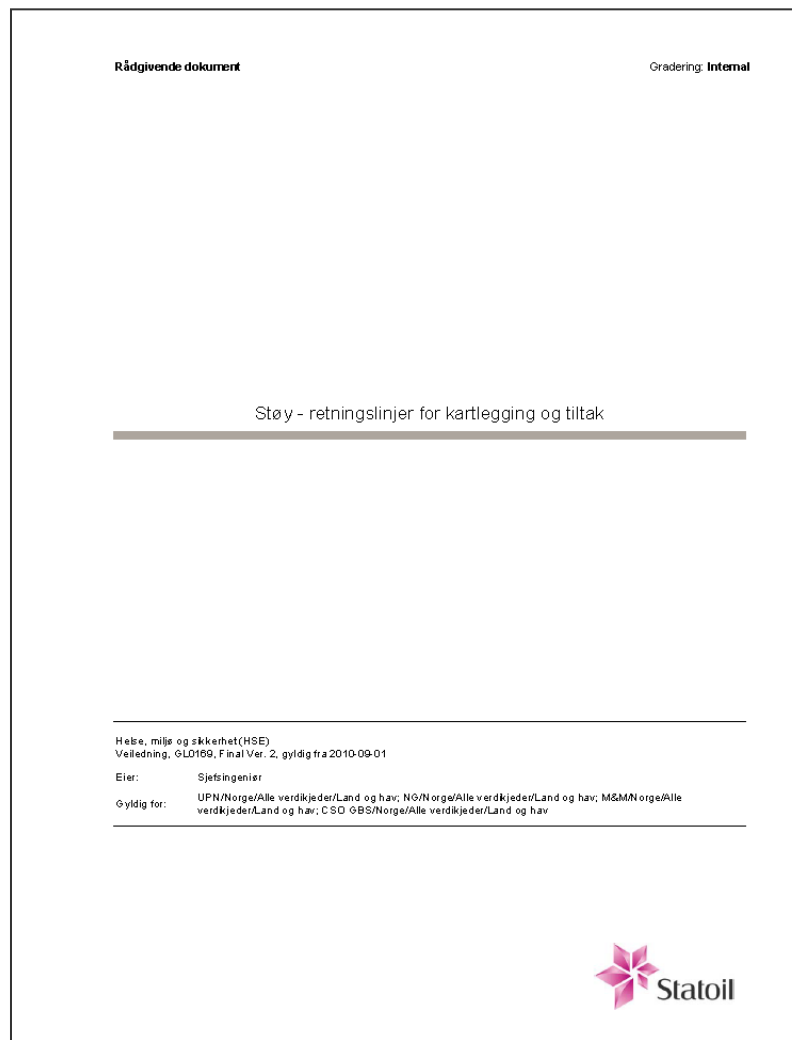 Rådgivende dokument Gradering: Internal
Støy - retningslinjer for kartlegging og tiltak
Helse, miljø og sikkerhet(HSE)
Veiledning, GL0169, Final Ver. 2, gyldig fra 2010-09-01
Eier: Sjefsingeniør
Gyldig for: UPN/Norge/Alle verdikjeder/Land og hav; NG/Norge/Alle verdikjeder/Land og hav; M&M/Norge/Alle
verdikjeder/Land og hav; CSO GBS/Norge/Alle verdikjeder/Land og hav
Statoil